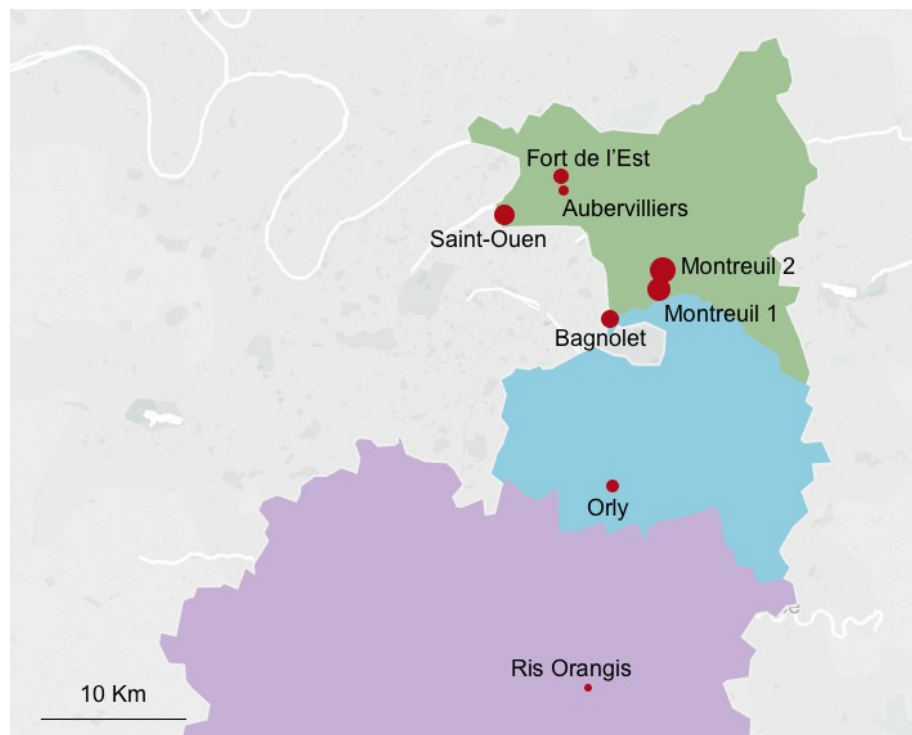 Fort de l'Est
Aubervilliers
Saint-Ouen
Montreuil 2
Montreuil 1
Bagnolet
Orly
Ris Orangis
10 Km